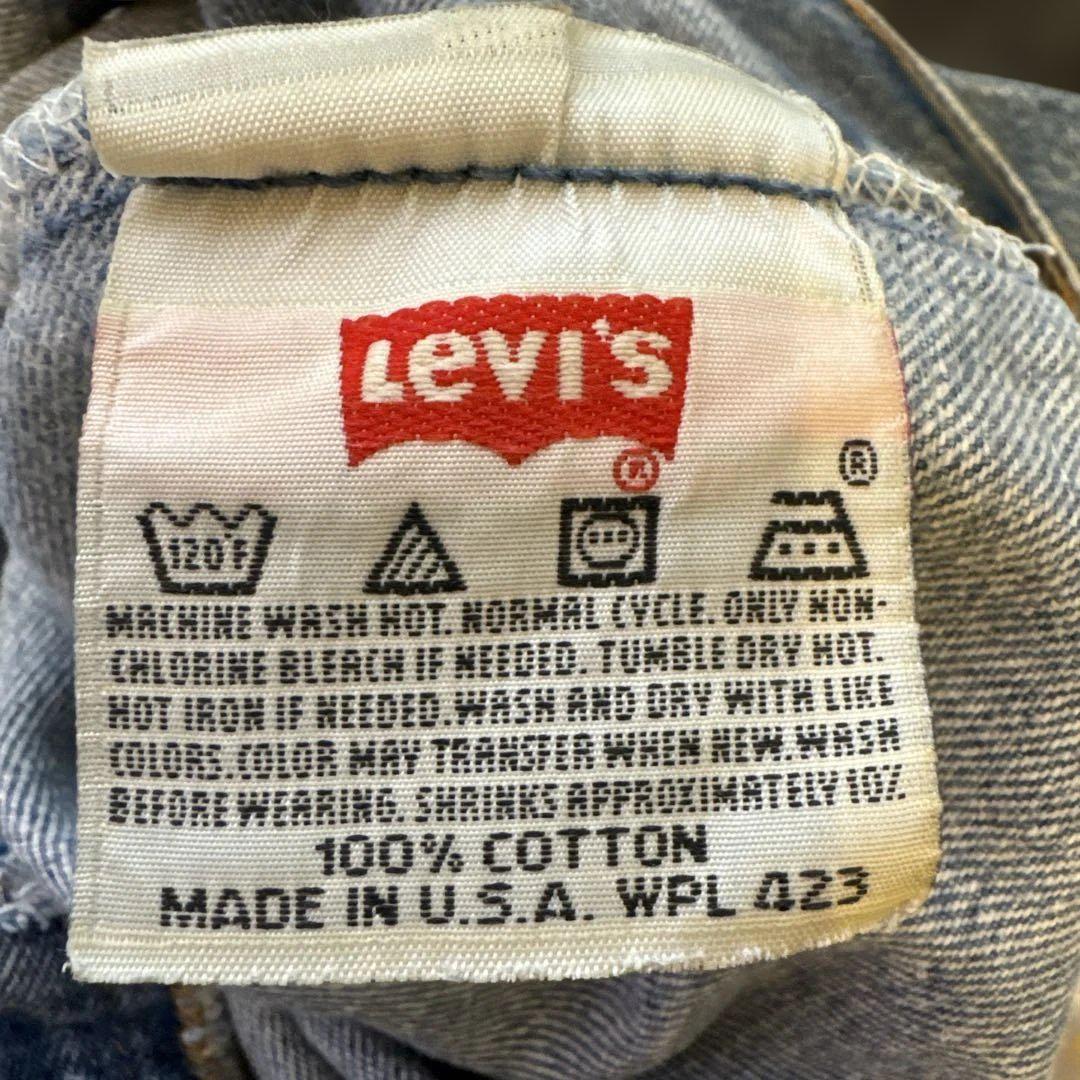 Levi's
®
®
120°F
MACHINE WASH HOT. NORMAL CYCLE. ONLY NON-
CHLORINE BLEACH IF NEEDED. TUMBLE DRY HOT.
HOT IRON IF NEEDED. WASH AND DRY WITH LIKE
COLORS. COLOR MAY TRANSFER WHEN NEW. WASH
BEFORE WEARING. SHRINKS APPROXIMATELY 10%.
100% COTTON
MADE IN U.S.A. WPL 423